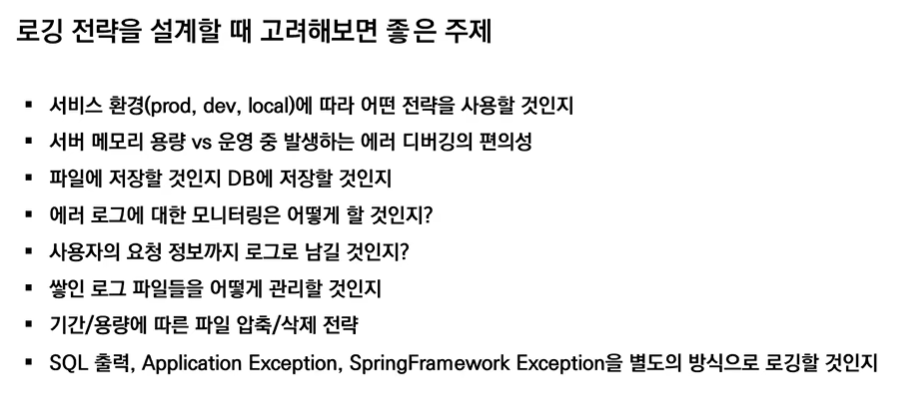 로깅 전략을 설계할 때 고려해보면 좋은 주제
▪ 서비스 환경(prod, dev, local)에 따라 어떤 전략을 사용할 것인지
▪ 서버 메모리 용량 vs 운영 중 발생하는 에러 디버깅의 편의성
▪ 파일에 저장할 것인지 DB에 저장할 것인지
▪ 에러 로그에 대한 모니터링은 어떻게 할 것인지?
▪ 사용자의 요청 정보까지 로그로 남길 것인지?
▪ 쌓인 로그 파일들을 어떻게 관리할 것인지
▪ 기간/용량에 따른 파일 압축/삭제 전략
▪ SQL 출력, Application Exception, SpringFramework Exception을 별도의 방식으로 로깅할 것인지